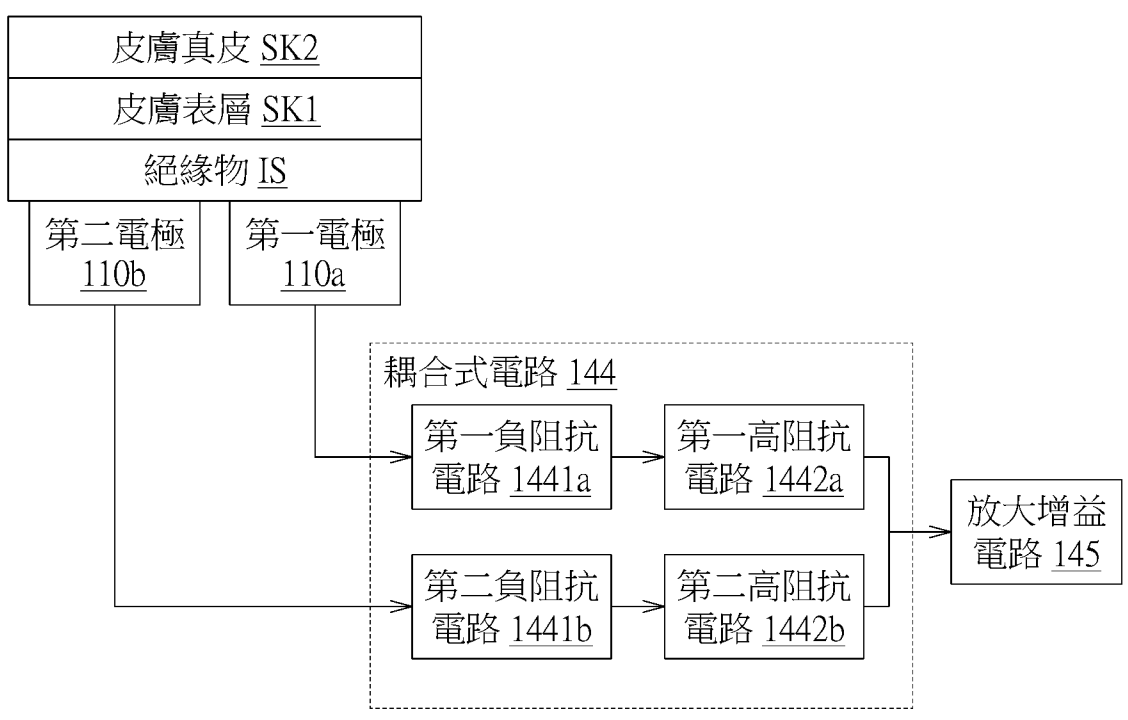 皮膚真皮 SK2
皮膚表層 SK1
絕緣物 IS
第二電極
110b
第一電極
110a
耦合式電路 144
第一負阻抗
電路 1441a
第一高阻抗
電路 1442a
放大增益
電路 145
第二負阻抗
電路 1441b
第二高阻抗
電路 1442b